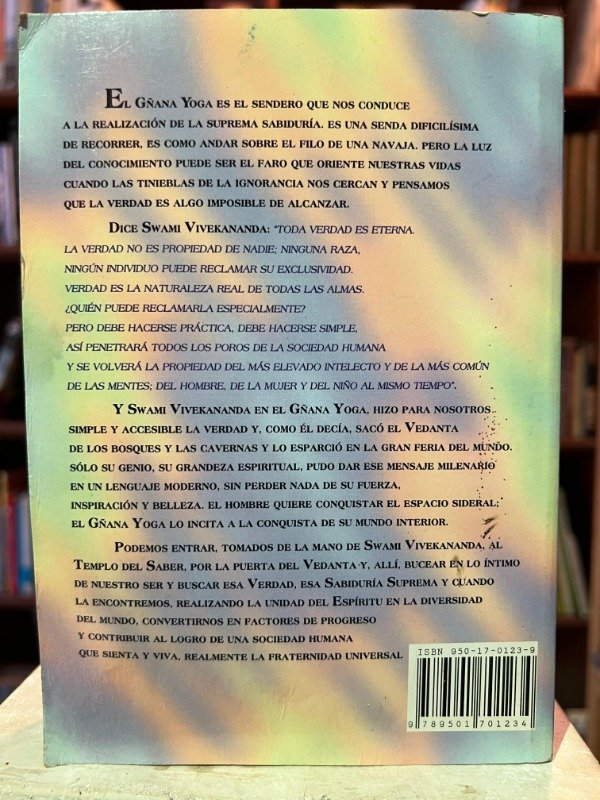 El Gñana Yoga es el sendero que nos conduce
a la realización de la suprema sabiduría. Es una senda dificilísima
de recorrer, es como andar sobre el filo de una navaja. Pero la luz
del conocimiento puede ser el faro que oriente nuestras vidas
cuando las tinieblas de la ignorancia nos cercan y pensamos
que la verdad es algo imposible de alcanzar.
Dice Swami Vivekananda: "Toda verdad es eterna.
La verdad no es propiedad de nadie; ninguna raza,
ningún individuo puede reclamar su exclusividad.
Verdad es la naturaleza real de todas las almas.
¿Quién puede reclamarla especialmente?
Pero debe hacerse práctica, debe hacerse simple,
así penetrará todos los poros de la sociedad humana
y se volverá la propiedad del más elevado intelecto y de la más común
de las mentes; del hombre, de la mujer y del niño al mismo tiempo".
Y Swami Vivekananda en el Gñana Yoga, hizo para nosotros
simple y accesible la verdad y, como él decía, sacó el Vedanta
de los bosques y las cavernas y lo esparció en la gran feria del mundo.
Sólo su genio, su grandeza espiritual, pudo dar ese mensaje milenario
en un lenguaje moderno, sin perder nada de su fuerza,
inspiración y belleza. El hombre quiere conquistar el espacio sideral;
el Gñana Yoga lo incita a la conquista de su mundo interior.
Podemos entrar, tomados de la mano de Swami Vivekananda, al
Templo del Saber, por la puerta del Vedanta y, allí, bucear en lo íntimo
de nuestro ser y buscar esa Verdad, esa Sabiduría Suprema y cuando
la encontremos, realizando la unidad del Espíritu en la diversidad
del mundo, convertirnos en factores de progreso
y contribuir al logro de una sociedad humana
que sienta y viva, realmente la fraternidad universal
ISBN 950-17-0123-9
9 789501 701234